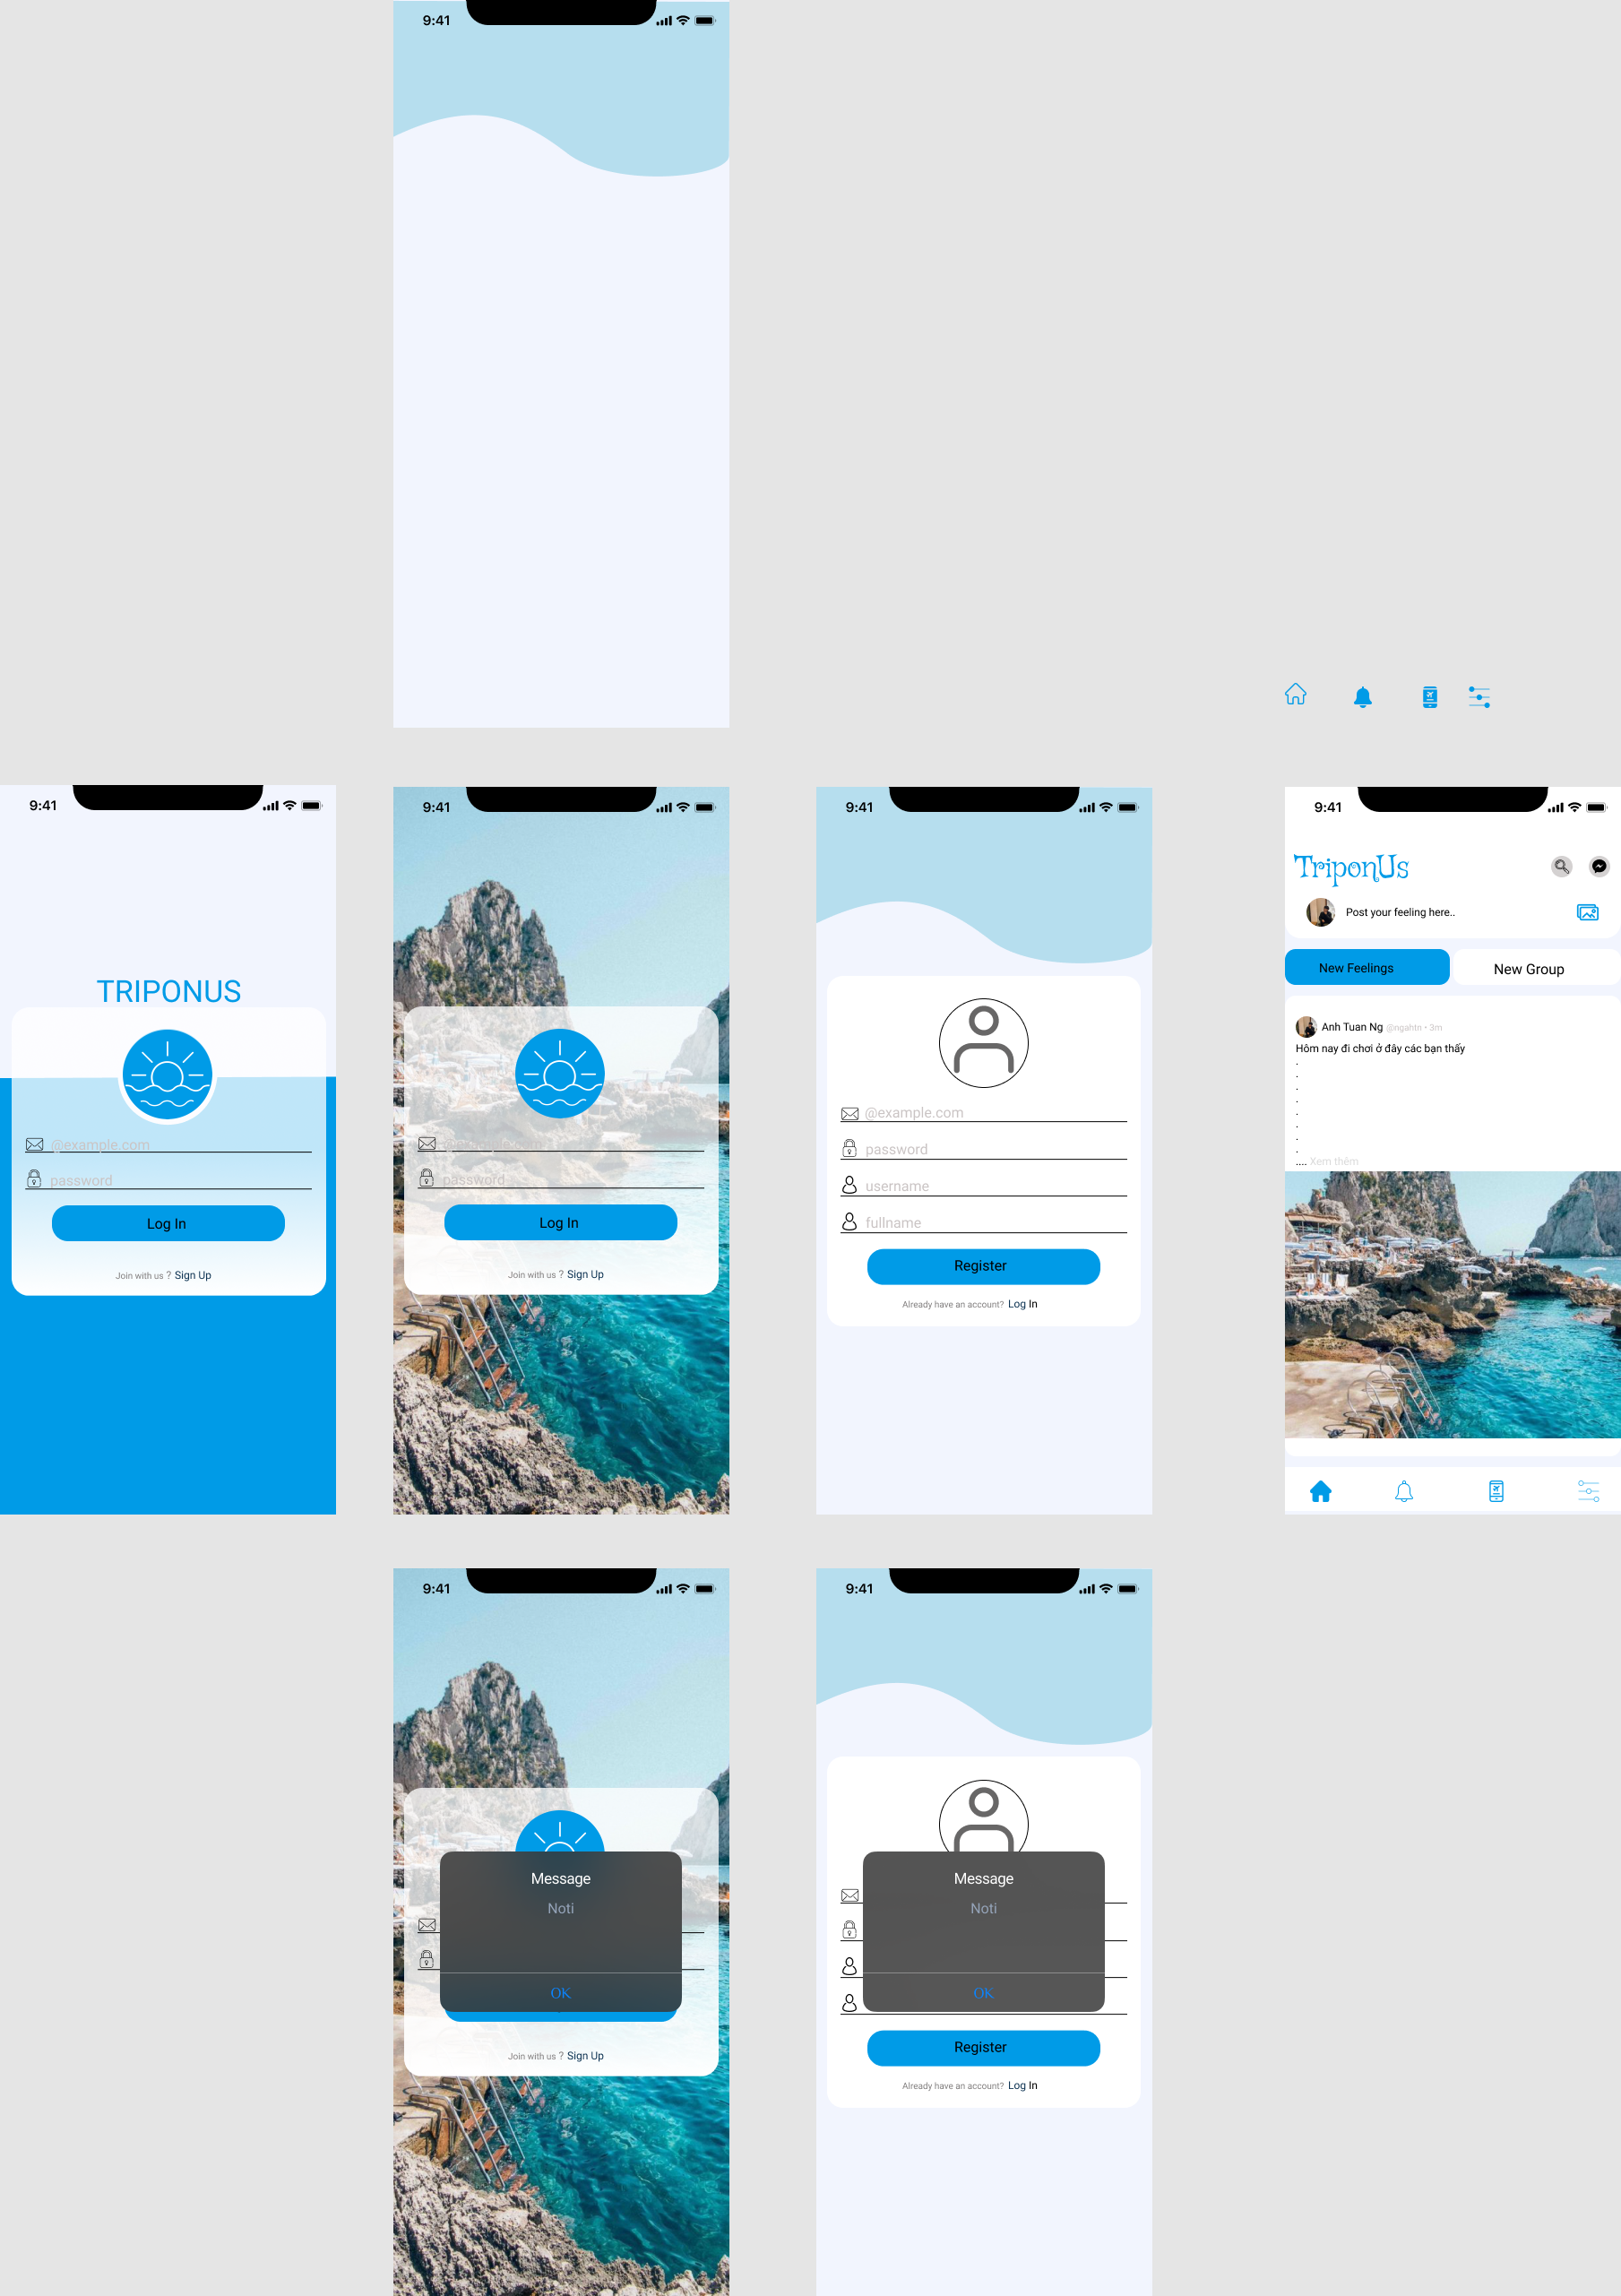 9:41
9:41
TRIPONUS
@example.com
password
Log In
Join with us ? Sign Up
9:41
password
Log In
Join with us ? Sign Up
9:41
@example.com
password
username
fullname
Register
Already have an account? Log In
9:41
TriponUs
Post your feeling here..
New Feelings
New Group
Anh Tuan Ng @ngahtn • 3m
Hôm nay đi chơi ở đây các bạn thấy
.
.
.
.
.
.
.
.
.... Xem thêm
9:41
Message
Noti
OK
Join with us ? Sign Up
9:41
Message
Noti
OK
Register
Already have an account? Log In